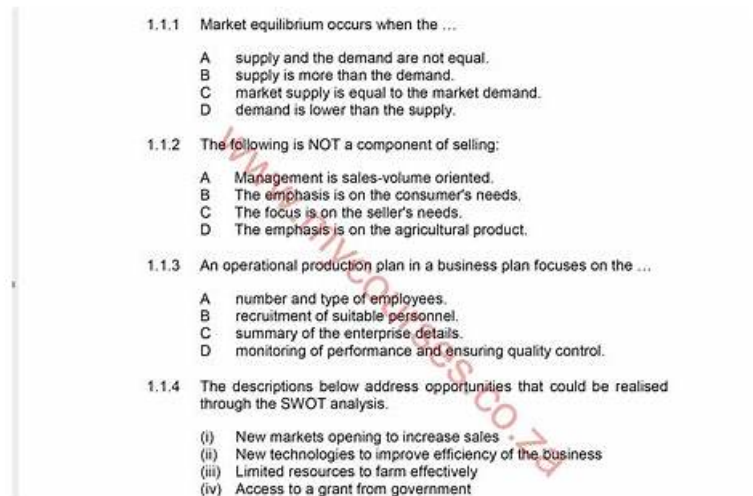 1.1.1 Market equilibrium occurs when the ...
A supply and the demand are not equal.
B supply is more than the demand.
C market supply is equal to the market demand.
D demand is lower than the supply.
1.1.2 The following is NOT a component of selling:
A Management is sales-volume oriented.
B The emphasis is on the consumer's needs.
C The focus is on the seller's needs.
D The emphasis is on the agricultural product.
1.1.3 An operational production plan in a business plan focuses on the ...
A number and type of employees.
B recruitment of suitable personnel.
C summary of the enterprise details.
D monitoring of performance and ensuring quality control.
1.1.4 The descriptions below address opportunities that could be realised
through the SWOT analysis.
(i) New markets opening to increase sales
(ii) New technologies to improve efficiency of the business
(iii) Limited resources to farm effectively
(iv) Access to a grant from government
www.mycourses.co.za